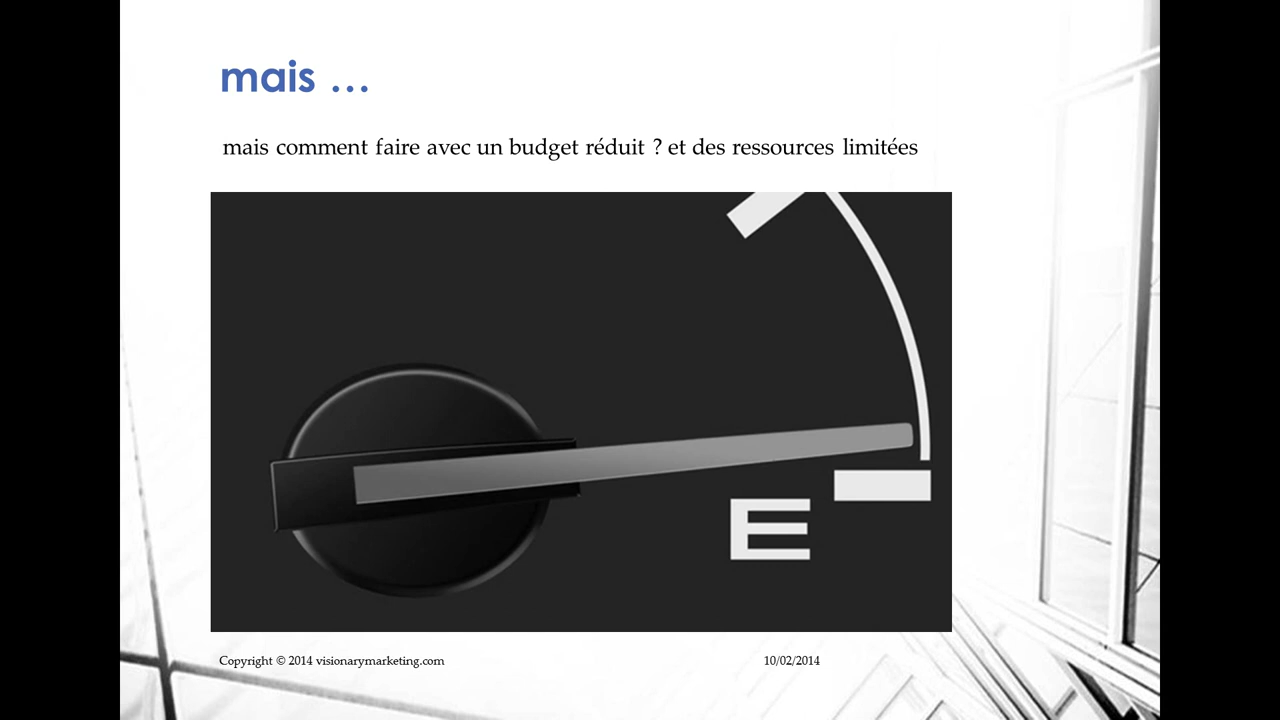 mais ...
mais comment faire avec un budget réduit ? et des ressources limitées
E
Copyright © 2014 visionarymarketing.com
10/02/2014